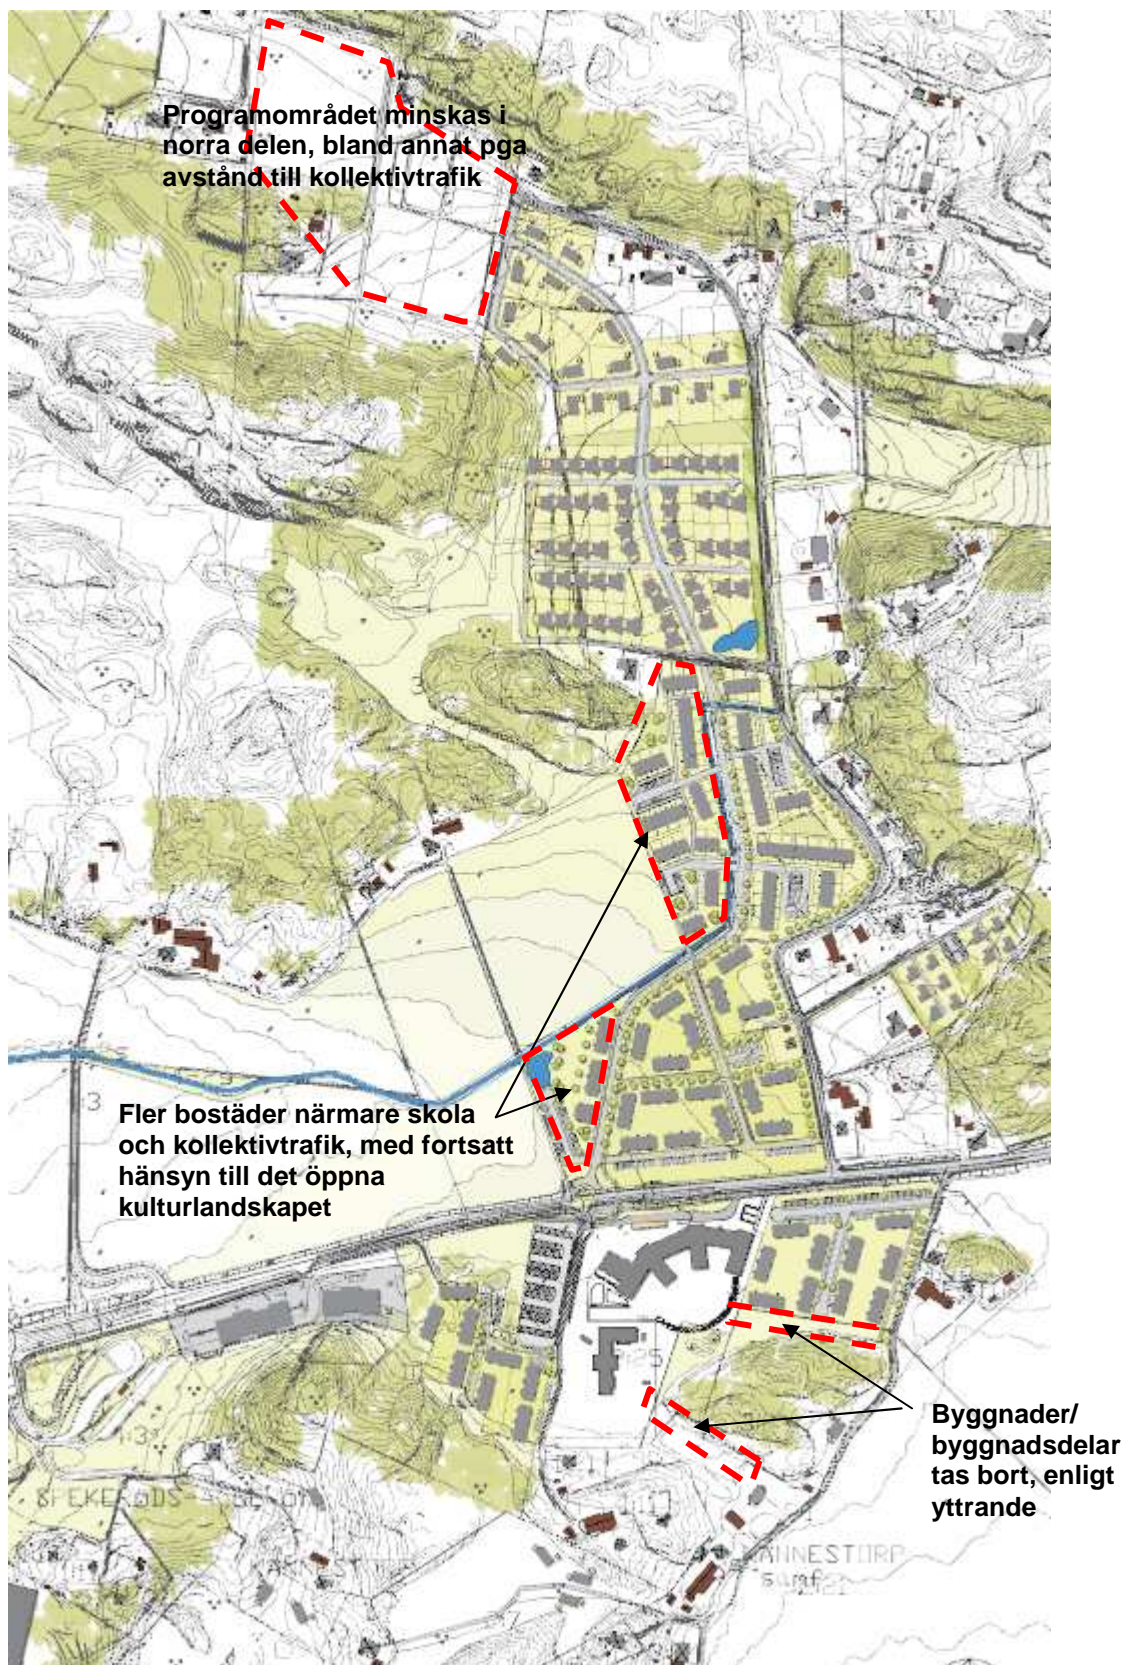 Programområdet minskas i
norra delen, bland annat pga
avstånd till kollektivtrafik
Fler bostäder närmare skola
och kollektivtrafik, med fortsatt
hänsyn till det öppna
kulturlandskapet
Byggnader/
byggnadsdelar
tas bort, enligt
yttrande